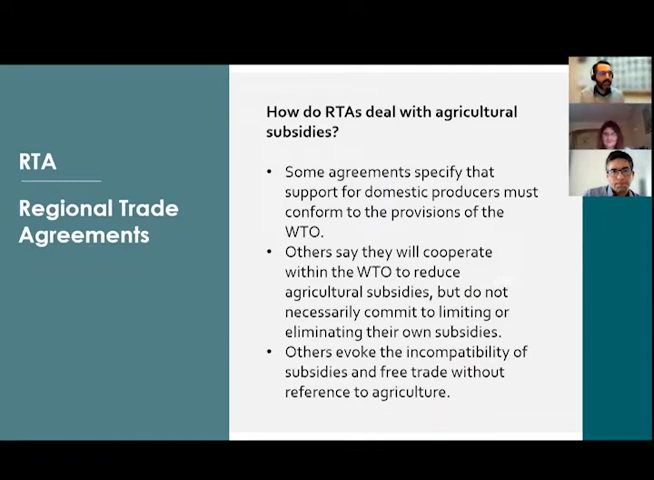 RTA
Regional Trade
Agreements
How do RTAs deal with agricultural
subsidies?
• Some agreements specify that
support for domestic producers must
conform to the provisions of the
WTO.
• Others say they will cooperate
within the WTO to reduce
agricultural subsidies, but do not
necessarily commit to limiting or
eliminating their own subsidies.
• Others evoke the incompatibility of
subsidies and free trade without
reference to agriculture.